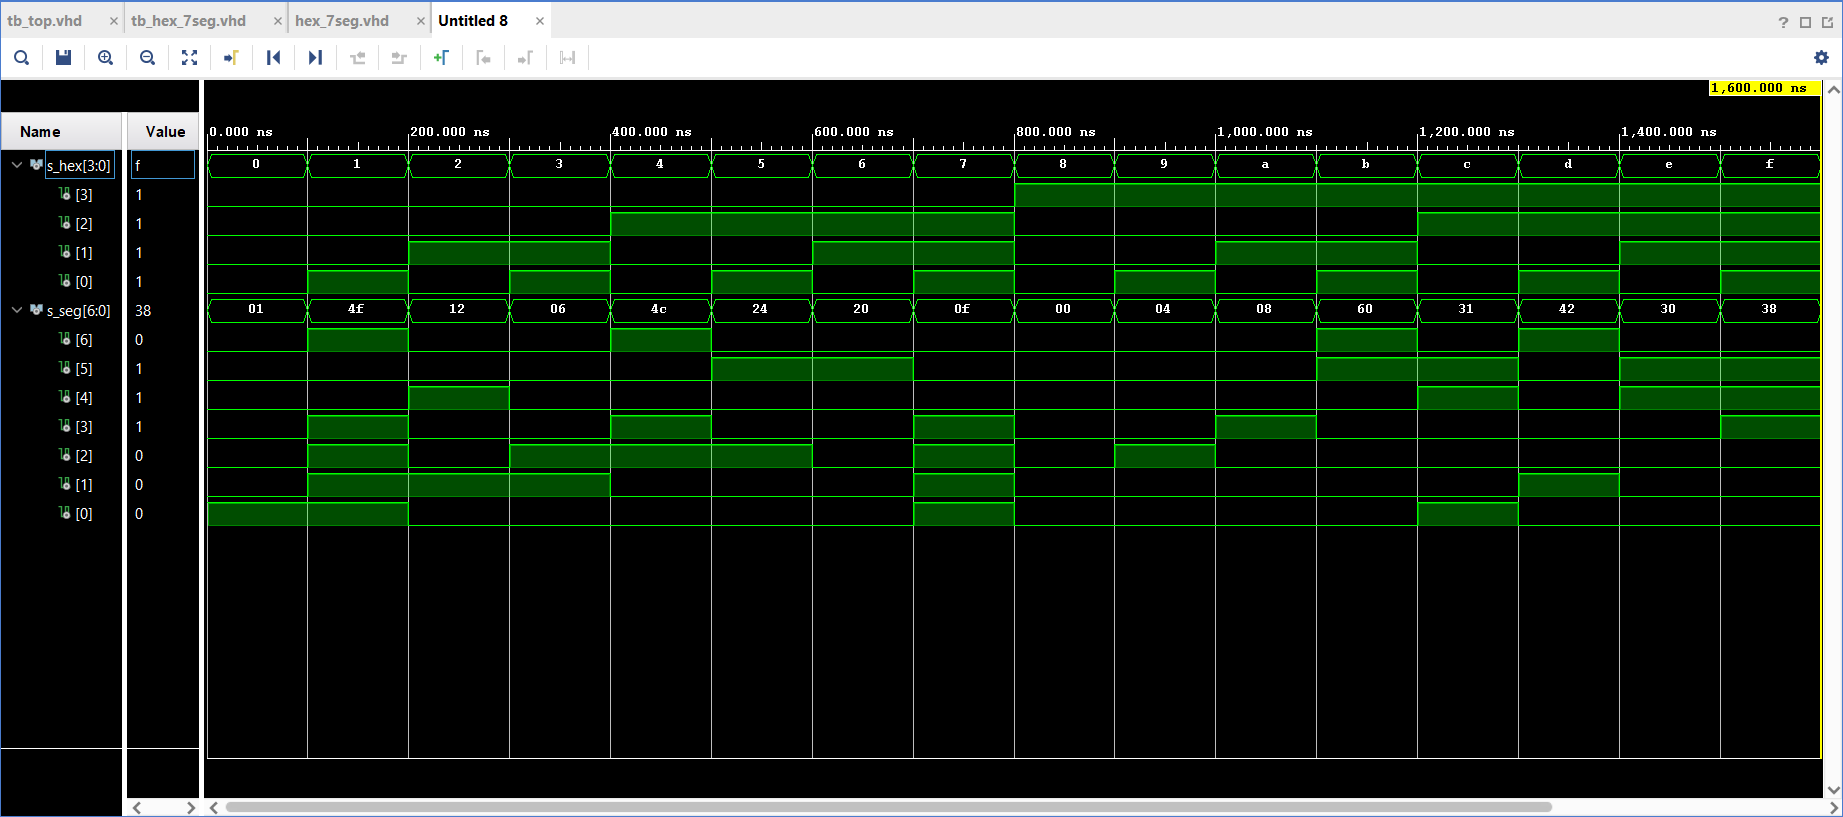 tb_top.vhd × tb_hex_7seg.vhd × hex_7seg.vhd × Untitled 8 ×
?
1,600.000 ns
Name Value
0.000 ns 200.000 ns 400.000 ns 600.000 ns 800.000 ns 1,000.000 ns 1,200.000 ns 1,400.000 ns
s_hex[3:0] f 0 1 2 3 4 5 6 7 8 9 a b c d e f
[3] 1
[2] 1
[1] 1
[0] 1
s_seg[6:0] 38 01 4f 12 06 4c 24 20 0f 00 04 08 60 31 42 30 38
[6] 0
[5] 1
[4] 1
[3] 1
[2] 0
[1] 0
[0] 0